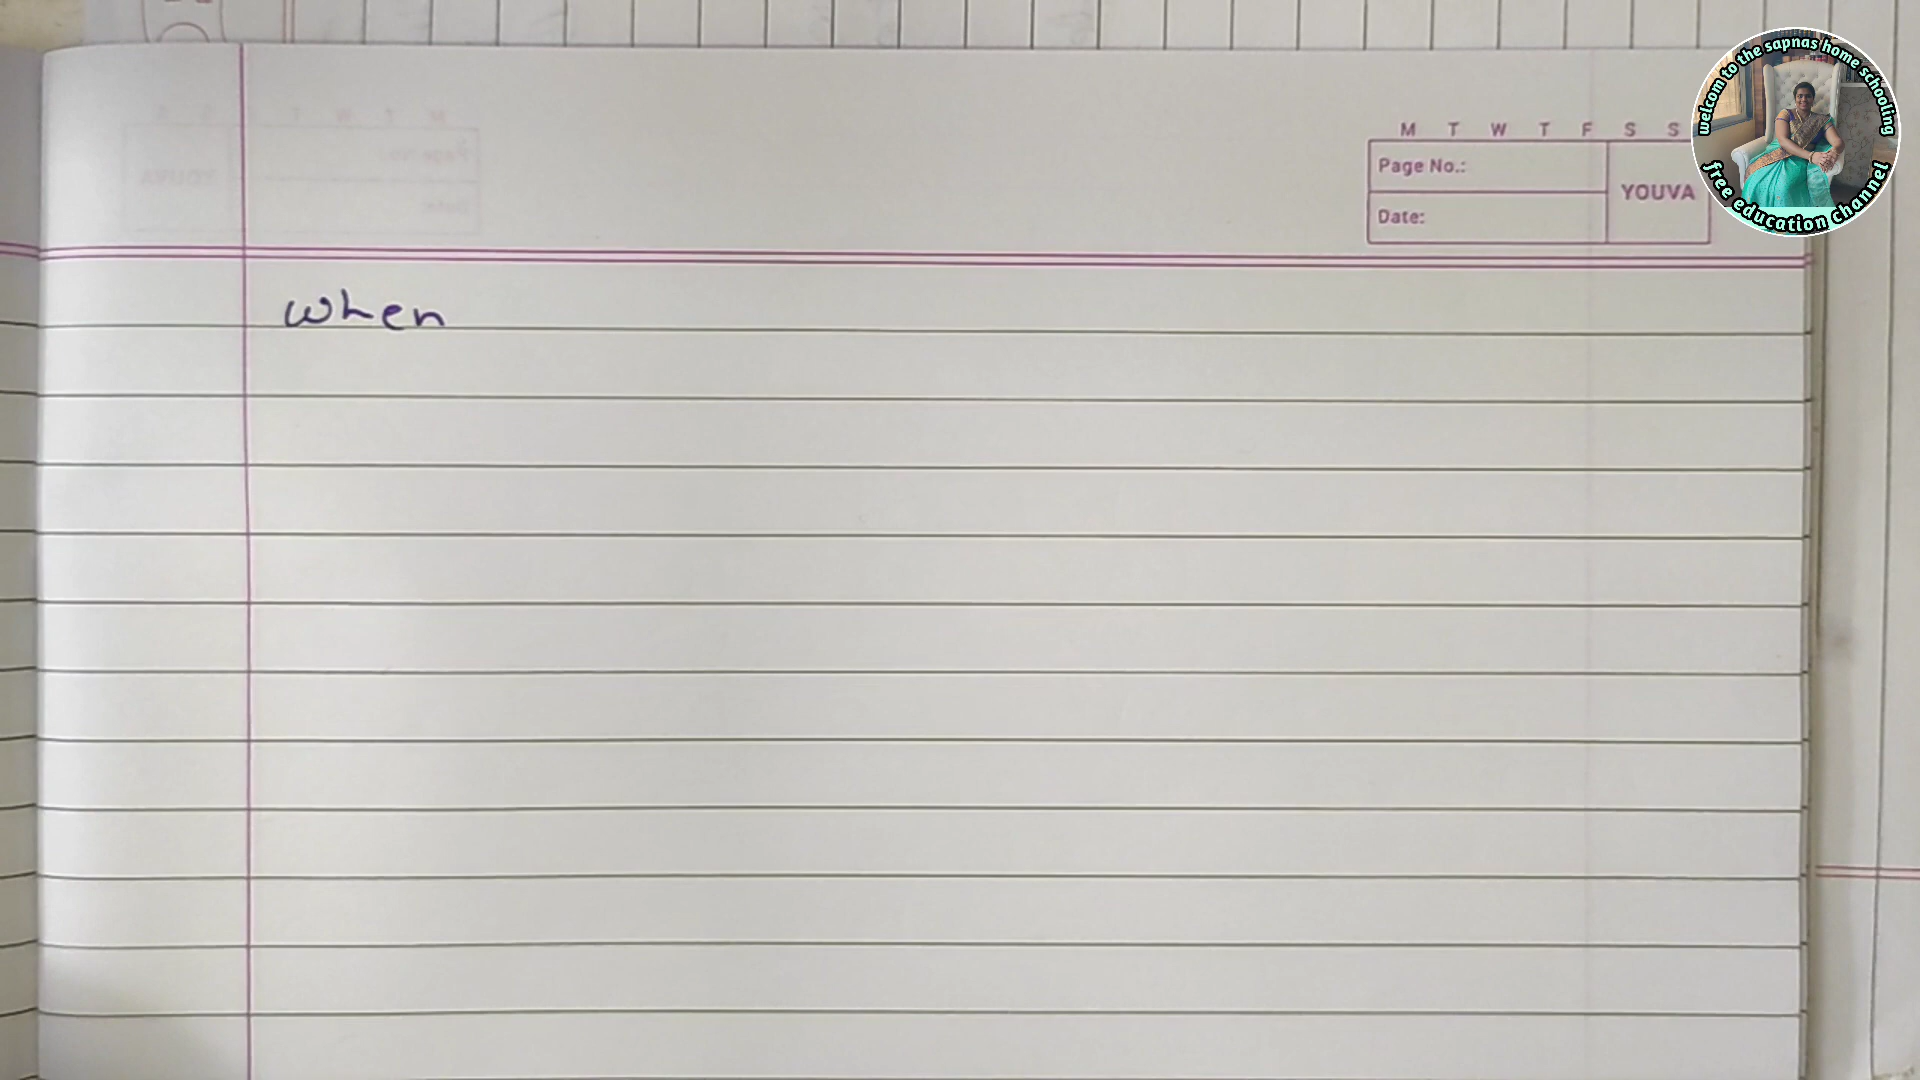 M T W T F S S
Page No.:
YOUVA
Date:
welcom to the sapnas home schooling
free education channel
when